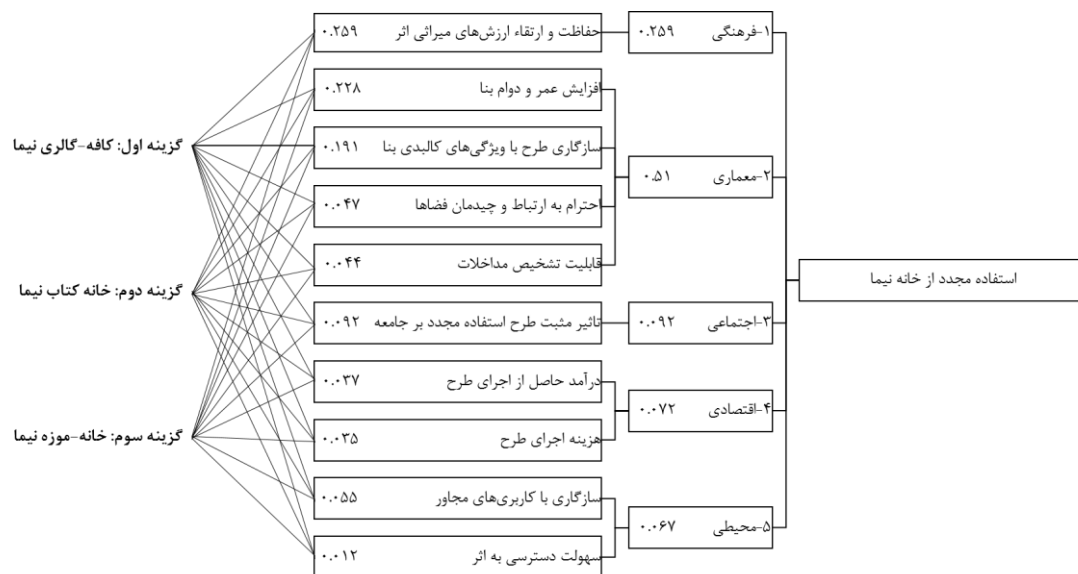 استفاده مجدد از خانه نیما
۱-فرهنگی ۰.۲۵۹
حفاظت و ارتقاء ارزش‌های میراثی اثر ۰.۲۵۹
۲-معماری ۰.۵۱
افزایش عمر و دوام بنا ۰.۲۲۸
سازگاری طرح با ویژگی‌های کالبدی بنا ۰.۱۹۱
احترام به ارتباط و چیدمان فضاها ۰.۰۴۷
قابلیت تشخیص مداخلات ۰.۰۴۴
۳-اجتماعی ۰.۰۹۲
تاثیر مثبت طرح استفاده مجدد بر جامعه ۰.۰۹۲
۴-اقتصادی ۰.۰۷۲
درآمد حاصل از اجرای طرح ۰.۰۳۷
هزینه اجرای طرح ۰.۰۳۵
۵-محیطی ۰.۰۶۷
سازگاری با کاربری‌های مجاور ۰.۰۵۵
سهولت دسترسی به اثر ۰.۰۱۲
گزینه اول: کافه-گالری نیما
گزینه دوم: خانه کتاب نیما
گزینه سوم: خانه-موزه نیما